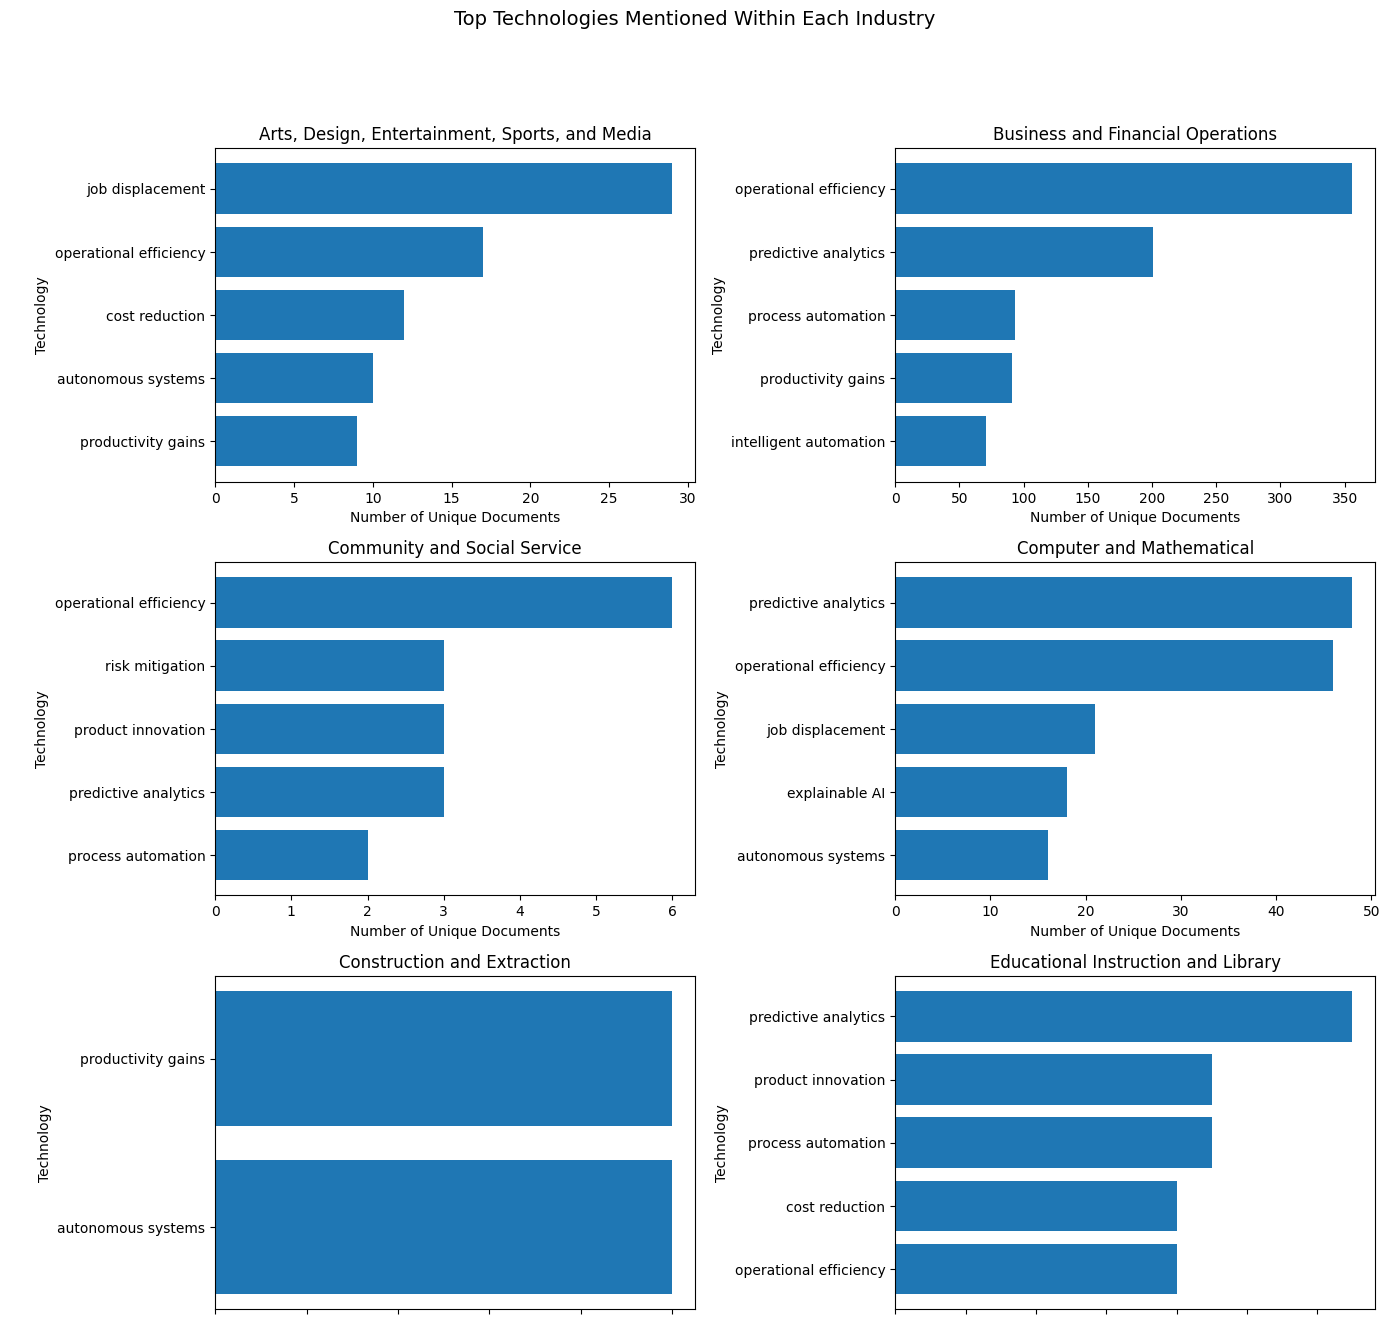 Top Technologies Mentioned Within Each Industry
Arts, Design, Entertainment, Sports, and Media
Technology
job displacement
operational efficiency
cost reduction
autonomous systems
productivity gains
0 5 10 15 20 25 30
Number of Unique Documents
Business and Financial Operations
Technology
operational efficiency
predictive analytics
process automation
productivity gains
intelligent automation
0 50 100 150 200 250 300 350
Number of Unique Documents
Community and Social Service
Technology
operational efficiency
risk mitigation
product innovation
predictive analytics
process automation
0 1 2 3 4 5 6
Number of Unique Documents
Computer and Mathematical
Technology
predictive analytics
operational efficiency
job displacement
explainable AI
autonomous systems
0 10 20 30 40 50
Number of Unique Documents
Construction and Extraction
Technology
productivity gains
autonomous systems
Educational Instruction and Library
Technology
predictive analytics
product innovation
process automation
cost reduction
operational efficiency